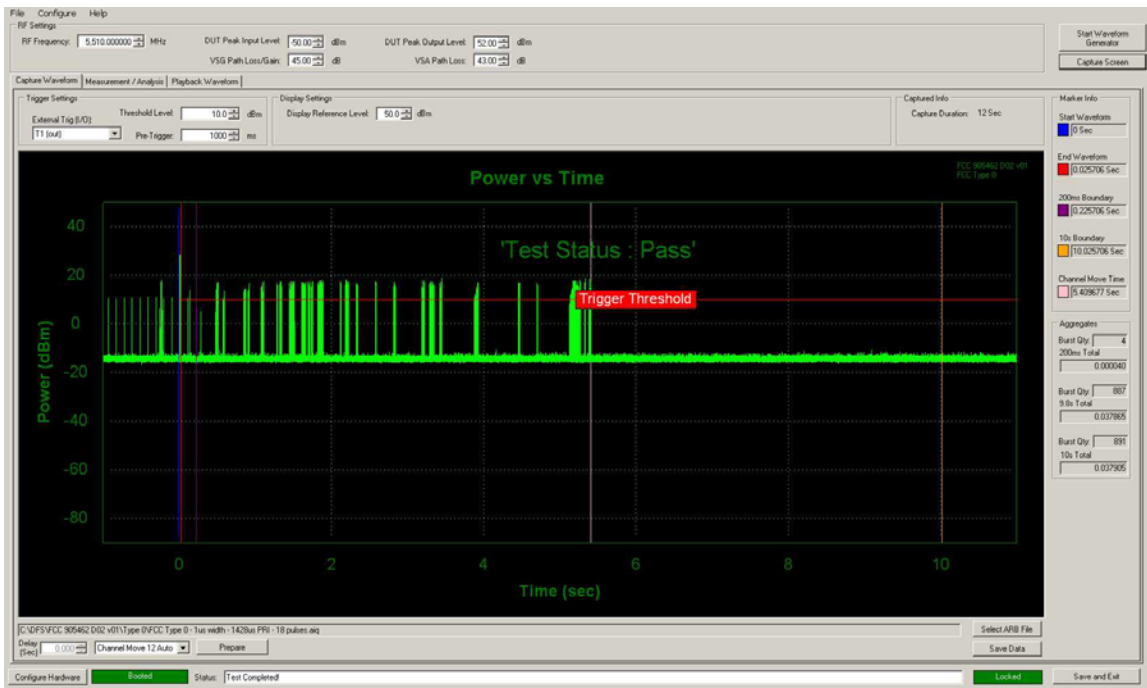 File Configure Help
RF Settings
RF Frequency: 5,510.000000 MHz DUT Peak Input Level: -50.00 dBm DUT Peak Output Level: 52.00 dBm
VSG Path Loss/Gain: 45.00 dB VSA Path Loss: 43.00 dB
Start Waveform Generator
Capture Screen
Capture Waveform Measurement / Analysis Playback Waveform
Trigger Settings
External Trig (I/O): Threshold Level: 10.0 dBm
T1 (out) Pre-Trigger: 1000 ms
Display Settings
Display Reference Level: 50.0 dBm
Captured Info
Capture Duration: 12 Sec
Marker Info
Start Waveform
0 Sec
End Waveform
0.025706 Sec
200ms Boundary
0.225706 Sec
10s Boundary
10.025706 Sec
Channel Move Time
5.409677 Sec
Aggregates
Burst Qty: 4
200ms Total
0.000040
Burst Qty: 887
9.8s Total
0.037865
Burst Qty: 891
10s Total
0.037905
Power vs Time
FCC 905462 D02 v01
FCC Type 0
'Test Status : Pass'
Trigger Threshold
Power (dBm)
40
20
0
-20
-40
-60
-80
0 2 4 6 8 10
Time (sec)
C:\DFS\FCC 905462 D02 v01\Type 0\FCC Type 0 - 1us width - 1428us PRI - 18 pulses.aiq
Select ARB File
Delay (Sec) 0.000 Channel Move 12 Auto Prepare
Save Data
Configure Hardware Booted Status: Test Completed! Locked Save and Exit